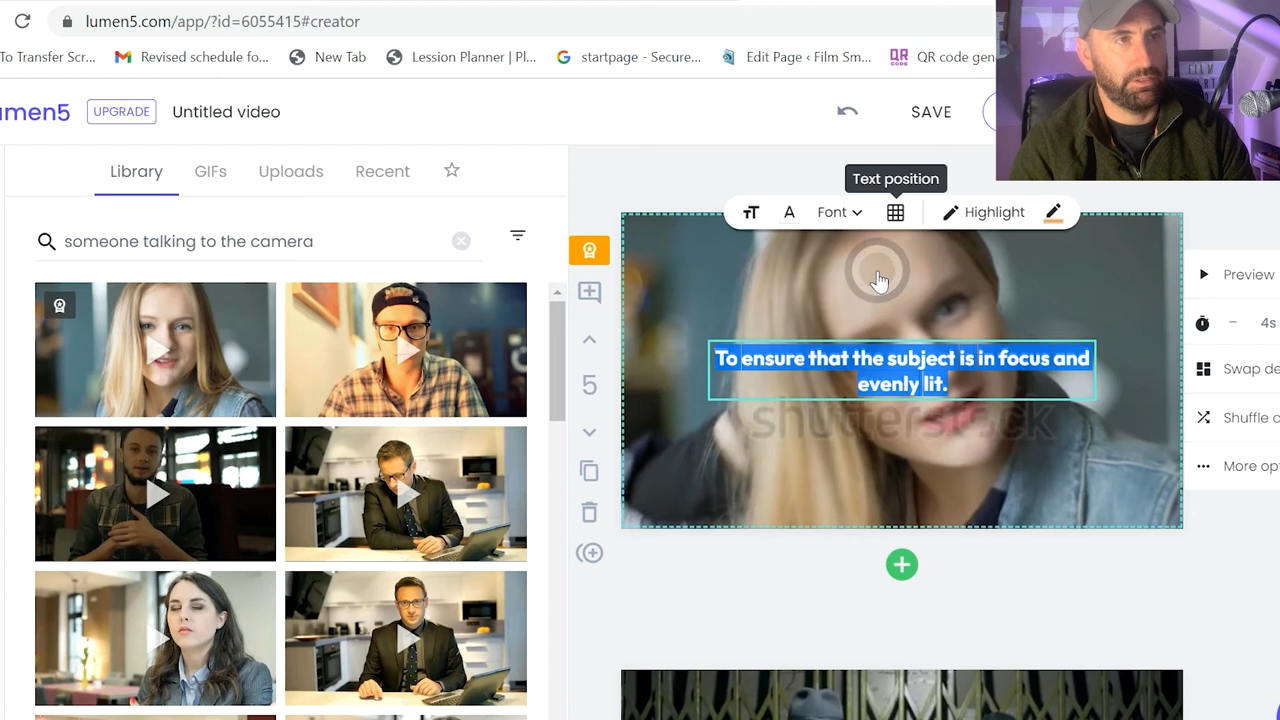 lumen5.com/app/?id=6055415#creator
To Transfer Scr...
Revised schedule fo...
New Tab
Lession Planner | Pl...
startpage - Secure...
Edit Page ‹ Film Sm...
QR code gen
umen5
UPGRADE
Untitled video
SAVE
Library
GIFs
Uploads
Recent
Text position
Font
Highlight
someone talking to the camera
To ensure that the subject is in focus and
evenly lit.
shutterstock
5
Preview
4s
Swap de
Shuffle c
More opt